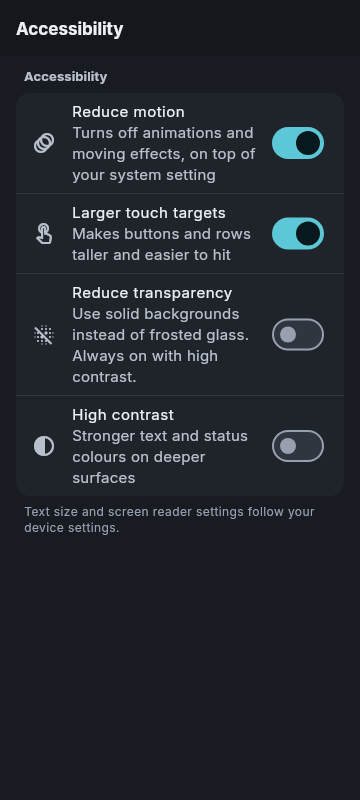 Accessibility
Accessibility
Reduce motion
Turns off animations and
moving effects, on top of
your system setting
Larger touch targets
Makes buttons and rows
taller and easier to hit
Reduce transparency
Use solid backgrounds
instead of frosted glass.
Always on with high
contrast.
High contrast
Stronger text and status
colours on deeper
surfaces
Text size and screen reader settings follow your
device settings.